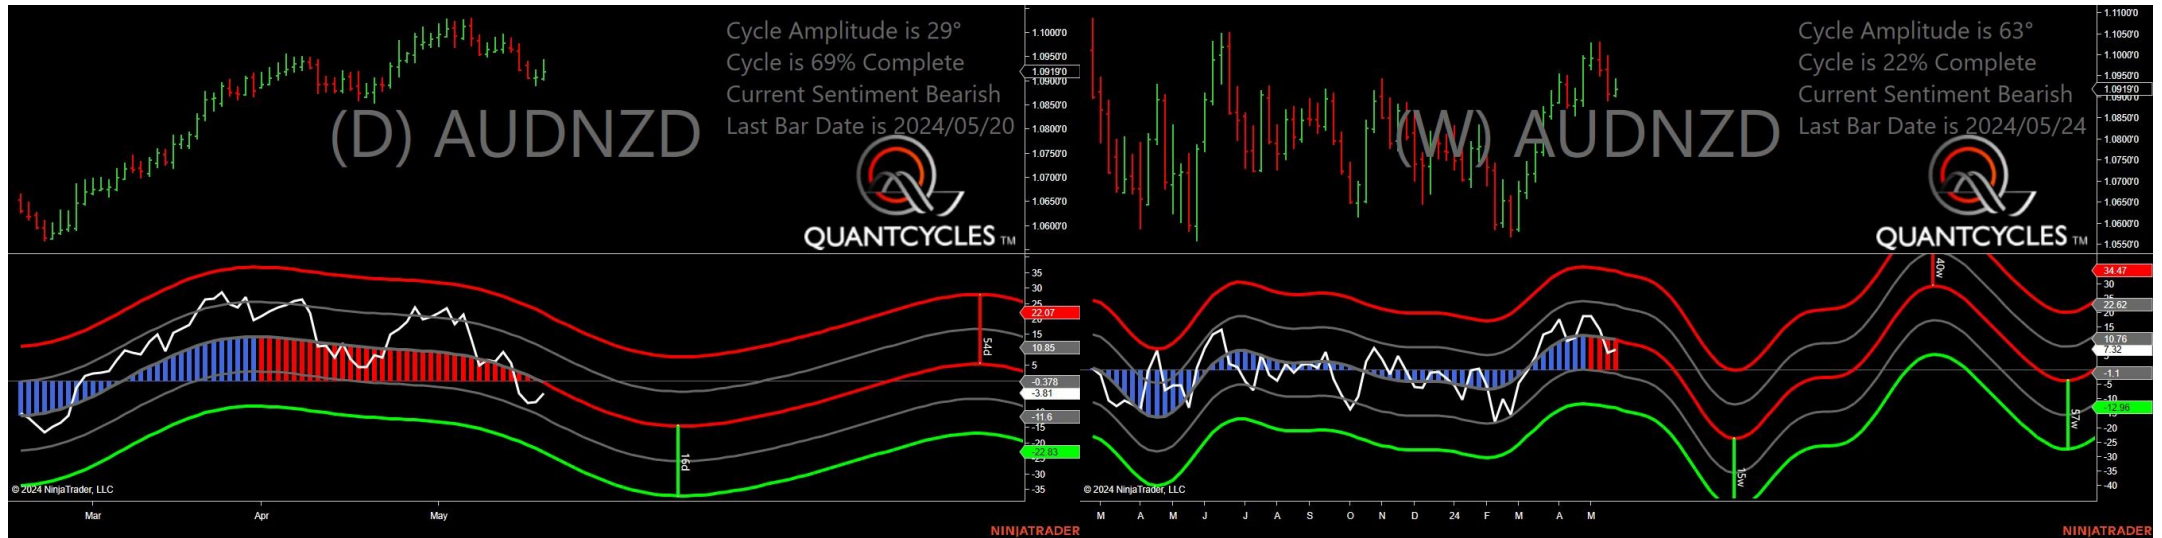 Cycle Amplitude is 29°
Cycle is 69% Complete
Current Sentiment Bearish
Last Bar Date is 2024/05/20
(D) AUDNZD
QUANTCYCLES TM
1.1000'0
1.0950'0
1.0919'0
1.0900'0
1.0850'0
1.0800'0
1.0750'0
1.0700'0
1.0650'0
1.0600'0
35
30
25
22.07
15
10.85
5
-0.378
-3.81
-11.6
-15
-20
-22.83
-30
-35
54d
16d
© 2024 NinjaTrader, LLC
Mar Apr May
NINJATRADER
Cycle Amplitude is 63°
Cycle is 22% Complete
Current Sentiment Bearish
Last Bar Date is 2024/05/24
(W) AUDNZD
QUANTCYCLES TM
1.1100'0
1.1050'0
1.1000'0
1.0950'0
1.0919'0
1.0900'0
1.0850'0
1.0800'0
1.0750'0
1.0700'0
1.0650'0
1.0600'0
1.0550'0
34.47
30
22.62
20
15
10.76
7.32
-1.1
-5
-10
-12.96
-20
-25
-30
-35
-40
40w
57w
15w
© 2024 NinjaTrader, LLC
M A M J J A S O N D 24 F M A M
NINJATRADER